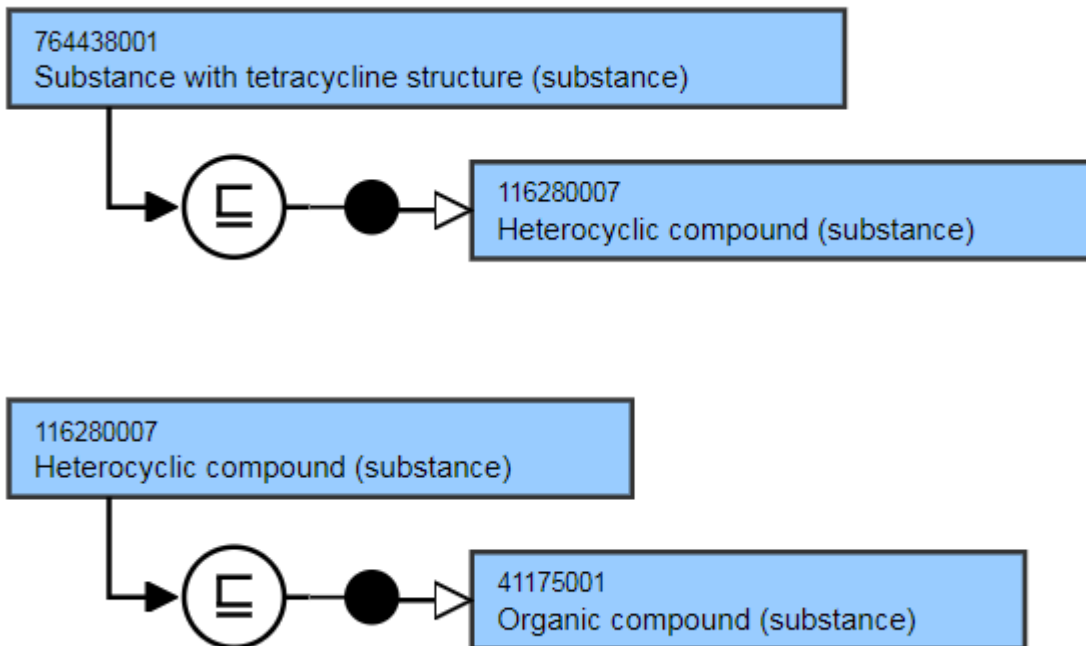 764438001
Substance with tetracycline structure (substance)
⊑
116280007
Heterocyclic compound (substance)
116280007
Heterocyclic compound (substance)
⊑
41175001
Organic compound (substance)